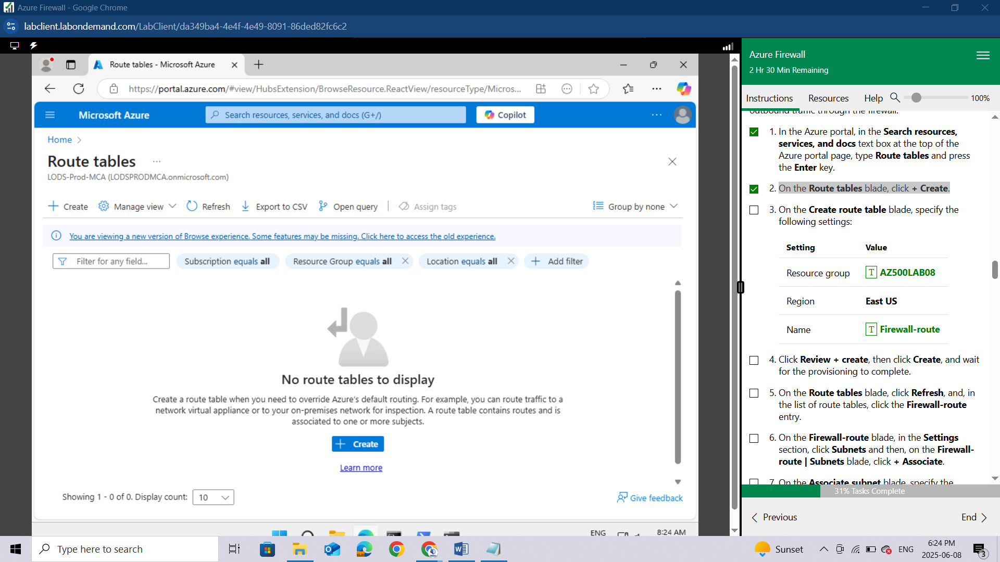 Azure Firewall - Google Chrome
labclient.labondemand.com/LabClient/da349ba4-4e4f-4e49-8091-86ded82fc6c2
Route tables - Microsoft Azure
https://portal.azure.com/#view/HubsExtension/BrowseResource.ReactView/resourceType/Micros...
Microsoft Azure
Search resources, services, and docs (G+/)
Copilot
Home
Route tables
LODS-Prod-MCA (LODSPRODMCA.onmicrosoft.com)
Create
Manage view
Refresh
Export to CSV
Open query
Assign tags
Group by none
You are viewing a new version of Browse experience. Some features may be missing. Click here to access the old experience.
Filter for any field...
Subscription equals all
Resource Group equals all
Location equals all
Add filter
No route tables to display
Create a route table when you need to override Azure's default routing. For example, you can route traffic to a
network virtual appliance or to your on-premises network for inspection. A route table contains routes and is
associated to one or more subjects.
Create
Learn more
Showing 1 - 0 of 0. Display count:
10
Give feedback
ENG
8:24 AM
Azure Firewall
2 Hr 30 Min Remaining
Instructions
Resources
Help
100%
outbound traffic through the firewall.
1. In the Azure portal, in the Search resources,
services, and docs text box at the top of the
Azure portal page, type Route tables and press
the Enter key.
2. On the Route tables blade, click + Create.
3. On the Create route table blade, specify the
following settings:
Setting Value
Resource group T AZ500LAB08
Region East US
Name T Firewall-route
4. Click Review + create, then click Create, and wait
for the provisioning to complete.
5. On the Route tables blade, click Refresh, and, in
the list of route tables, click the Firewall-route
entry.
6. On the Firewall-route blade, in the Settings
section, click Subnets and then, on the Firewall-
route | Subnets blade, click + Associate.
7. On the Associate subnet blade, specify the
31% Tasks Complete
Previous
End
Type here to search
Sunset
ENG
6:24 PM
2025-06-08
3